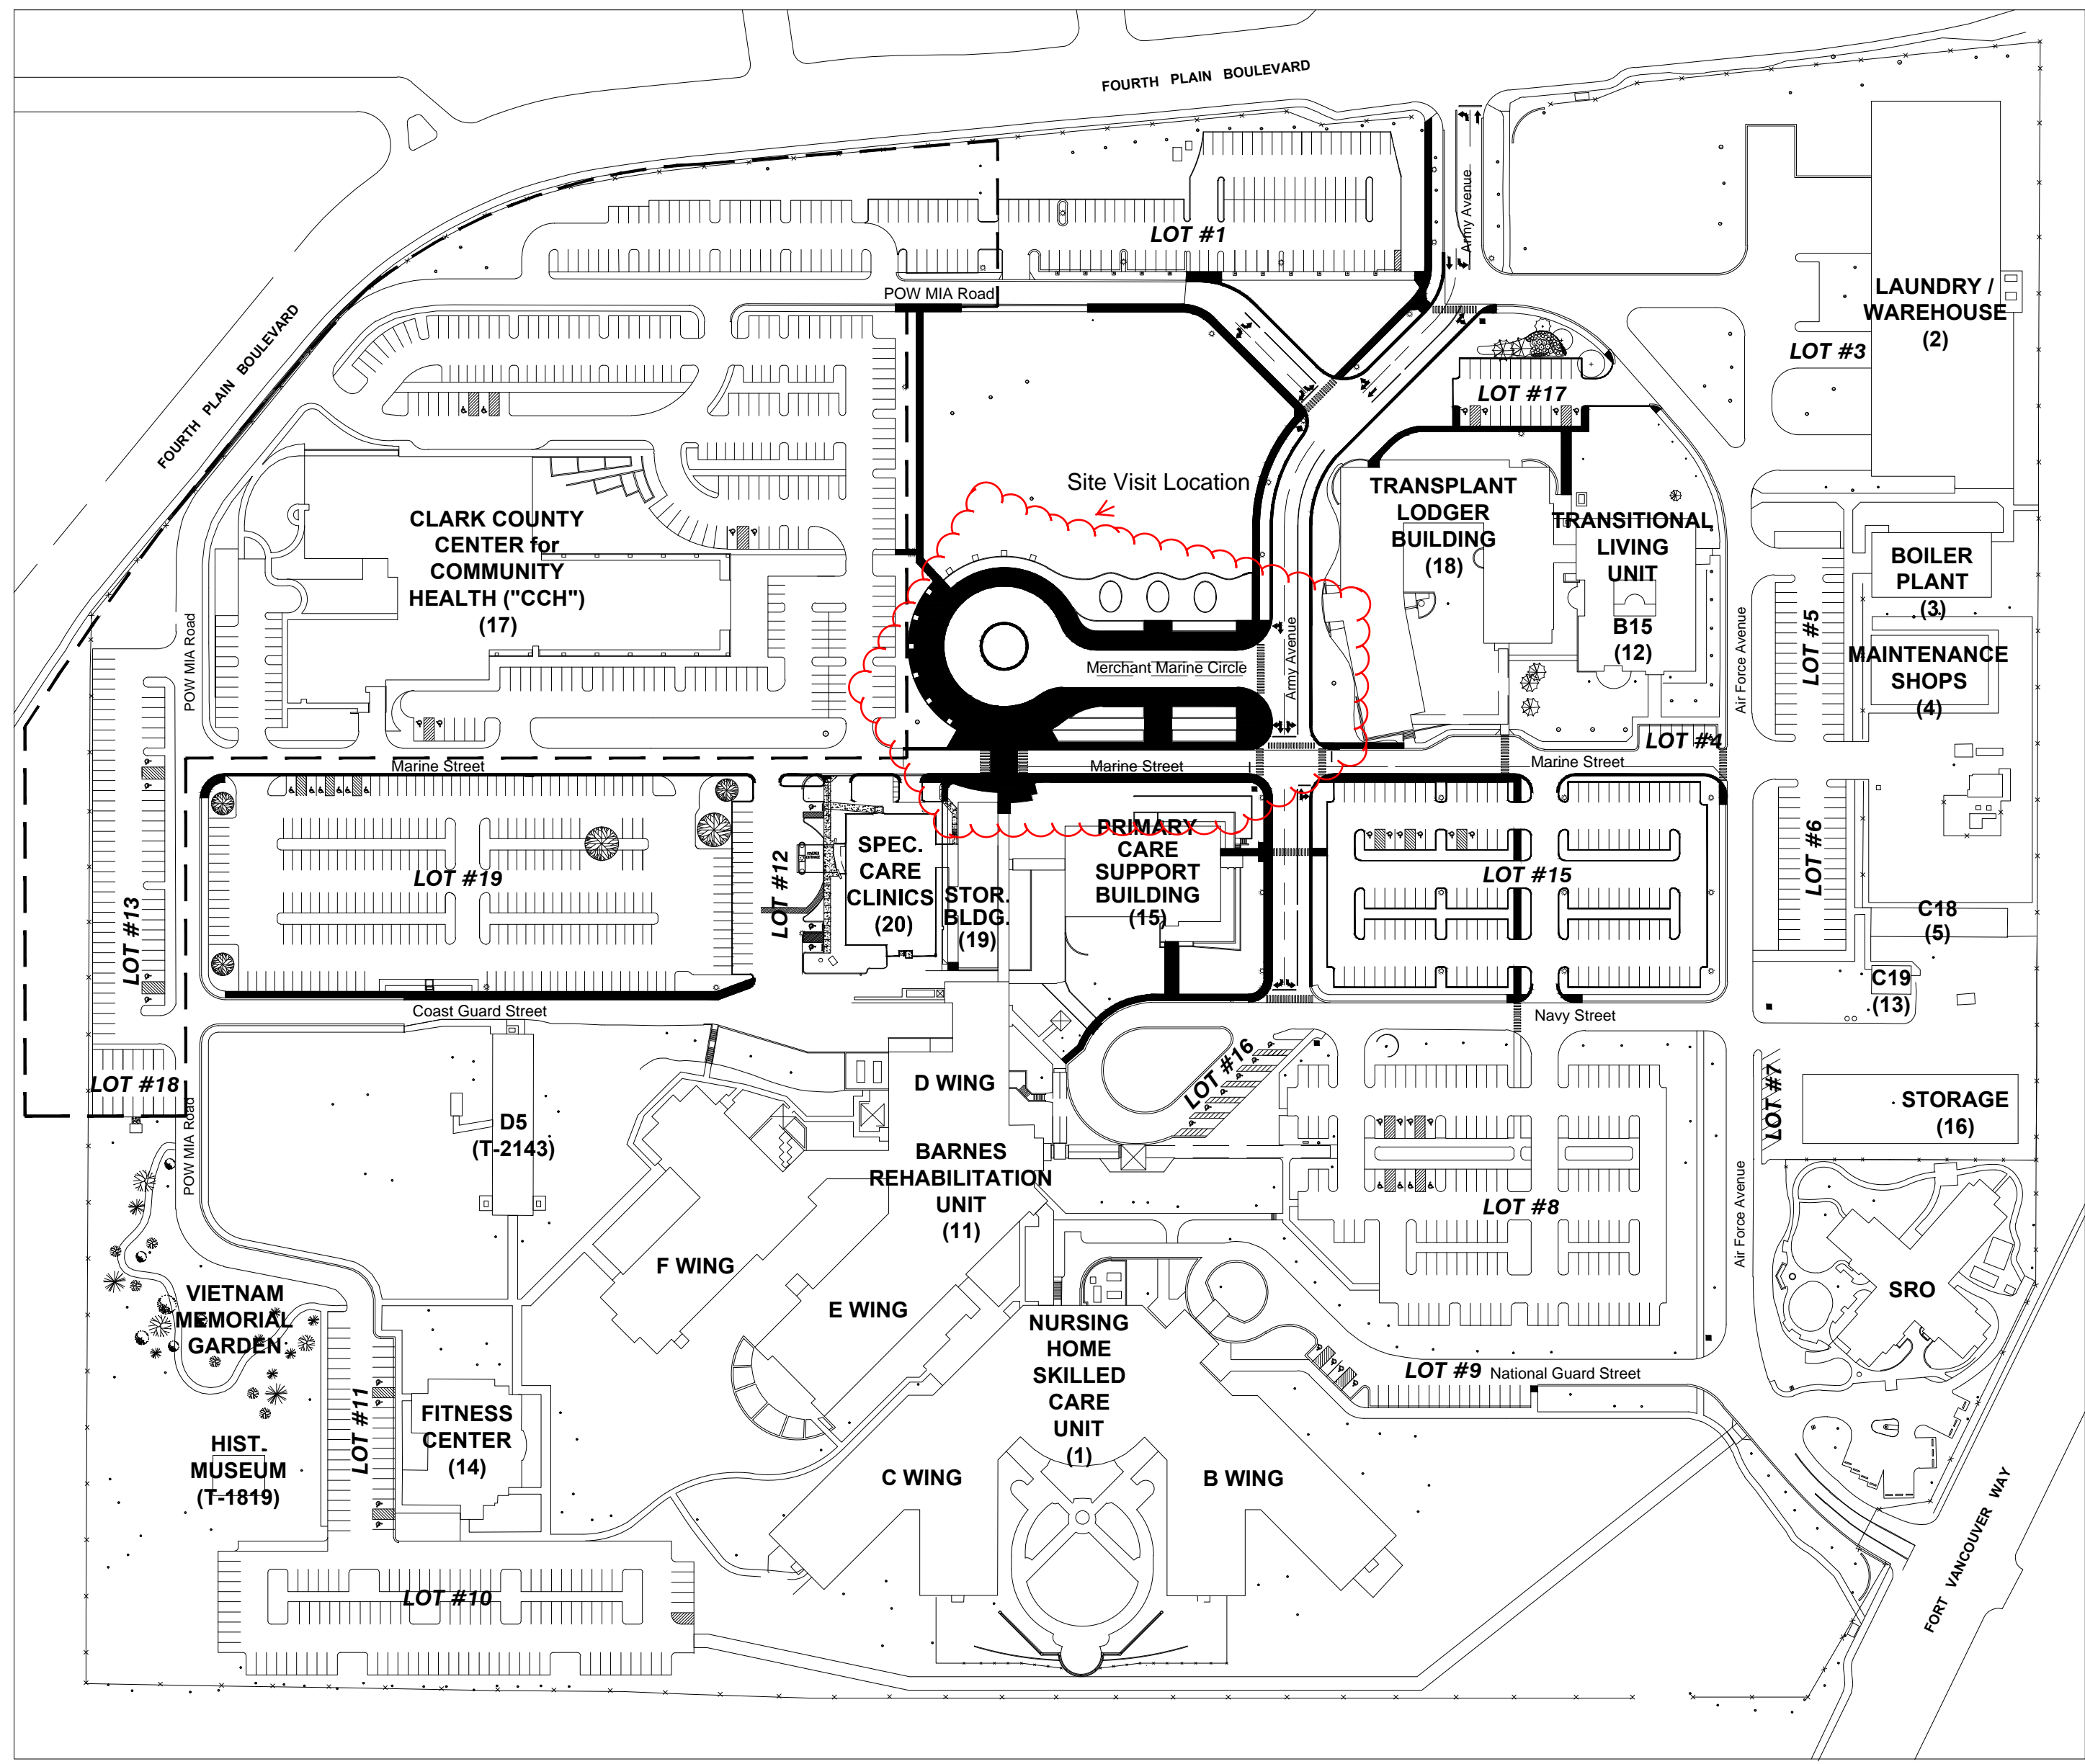 FOURTH PLAIN BOULEVARD
Army Avenue
LOT #1
POW MIA Road
FOURTH PLAIN BOULEVARD
LAUNDRY /
WAREHOUSE
(2)
LOT #3
LOT #17
Site Visit Location
CLARK COUNTY
CENTER for
COMMUNITY
HEALTH ("CCH")
(17)
TRANSPLANT
LODGER
BUILDING
(18)
TRANSITIONAL
LIVING
UNIT
B15
(12)
BOILER
PLANT
(3)
LOT #5
MAINTENANCE
SHOPS
(4)
POW MIA Road
Merchant Marine Circle
Army Avenue
Air Force Avenue
LOT #4
Marine Street
Marine Street
Marine Street
LOT #13
LOT #19
LOT #12
SPEC.
CARE
CLINICS
(20)
STOR.
BLDG.
(19)
PRIMARY
CARE
SUPPORT
BUILDING
(15)
LOT #15
LOT #6
C18
(5)
C19
(13)
Coast Guard Street
Navy Street
LOT #18
POW MIA Road
D5
(T-2143)
D WING
LOT #16
LOT #7
STORAGE
(16)
BARNES
REHABILITATION
UNIT
(11)
LOT #8
Air Force Avenue
F WING
E WING
SRO
VIETNAM
MEMORIAL
GARDEN
NURSING
HOME
SKILLED
CARE
UNIT
(1)
LOT #9
National Guard Street
LOT #11
FITNESS
CENTER
(14)
HIST.
MUSEUM
(T-1819)
C WING
B WING
LOT #10
FORT VANCOUVER WAY